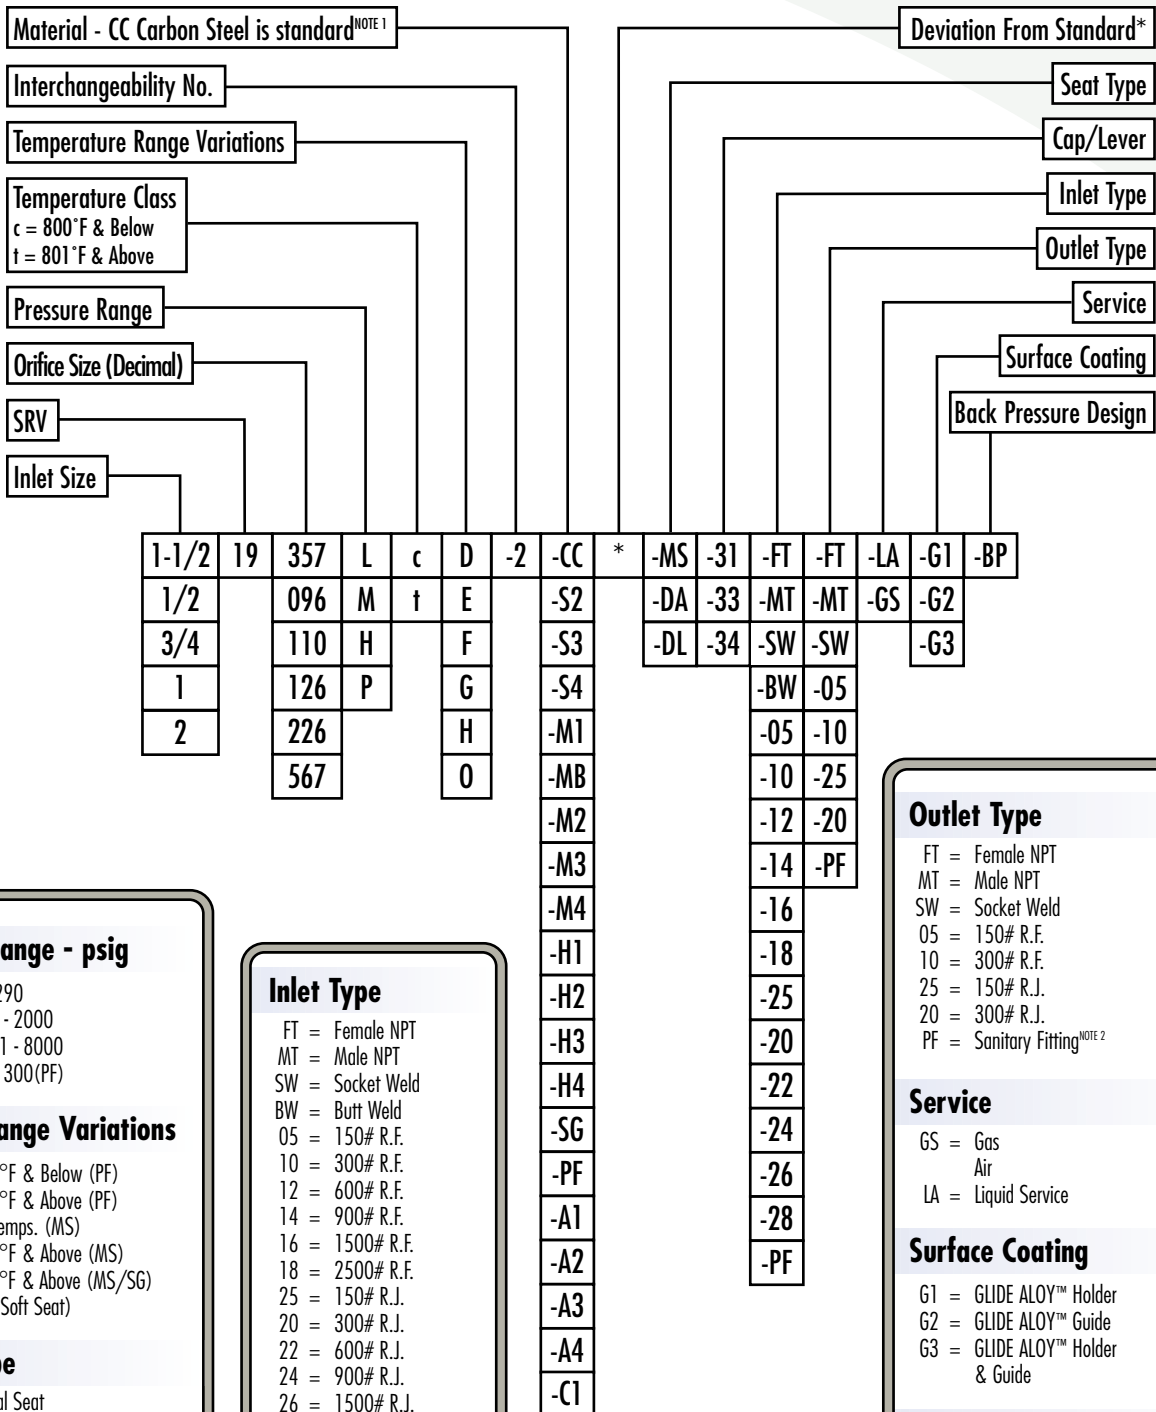 Material - CC Carbon Steel is standard NOTE 1
Interchangeability No.
Temperature Range Variations
Temperature Class
c = 800°F & Below
t = 801°F & Above
Pressure Range
Orifice Size (Decimal)
SRV
Inlet Size
Deviation From Standard*
Seat Type
Cap/Lever
Inlet Type
Outlet Type
Service
Surface Coating
Back Pressure Design
1-1/2 19 357 L c D -2 -CC * -MS -31 -FT -FT -LA -G1 -BP
1/2 096 M t E -S2 -DA -33 -MT -MT -GS -G2
3/4 110 H F -S3 -DL -34 -SW -SW -G3
1 126 P G -S4 -BW -05
2 226 H -M1 -05 -10
567 O -MB -10 -25
-M2 -12 -20
-M3 -14 -PF
-M4 -16
-H1 -18
-H2 -25
-H3 -20
-H4 -22
-SG -24
-PF -26
-A1 -28
-A2 -PF
-A3
-A4
-C1
ange - psig
290
- 2000
1 - 8000
300(PF)
ange Variations
°F & Below (PF)
°F & Above (PF)
emps. (MS)
°F & Above (MS)
°F & Above (MS/SG)
Soft Seat)
pe
al Seat
Inlet Type
FT = Female NPT
MT = Male NPT
SW = Socket Weld
BW = Butt Weld
05 = 150# R.F.
10 = 300# R.F.
12 = 600# R.F.
14 = 900# R.F.
16 = 1500# R.F.
18 = 2500# R.F.
25 = 150# R.J.
20 = 300# R.J.
22 = 600# R.J.
24 = 900# R.J.
26 = 1500# R.J.
Outlet Type
FT = Female NPT
MT = Male NPT
SW = Socket Weld
05 = 150# R.F.
10 = 300# R.F.
25 = 150# R.J.
20 = 300# R.J.
PF = Sanitary Fitting NOTE 2
Service
GS = Gas
Air
LA = Liquid Service
Surface Coating
G1 = GLIDE ALOY™ Holder
G2 = GLIDE ALOY™ Guide
G3 = GLIDE ALOY™ Holder
& Guide